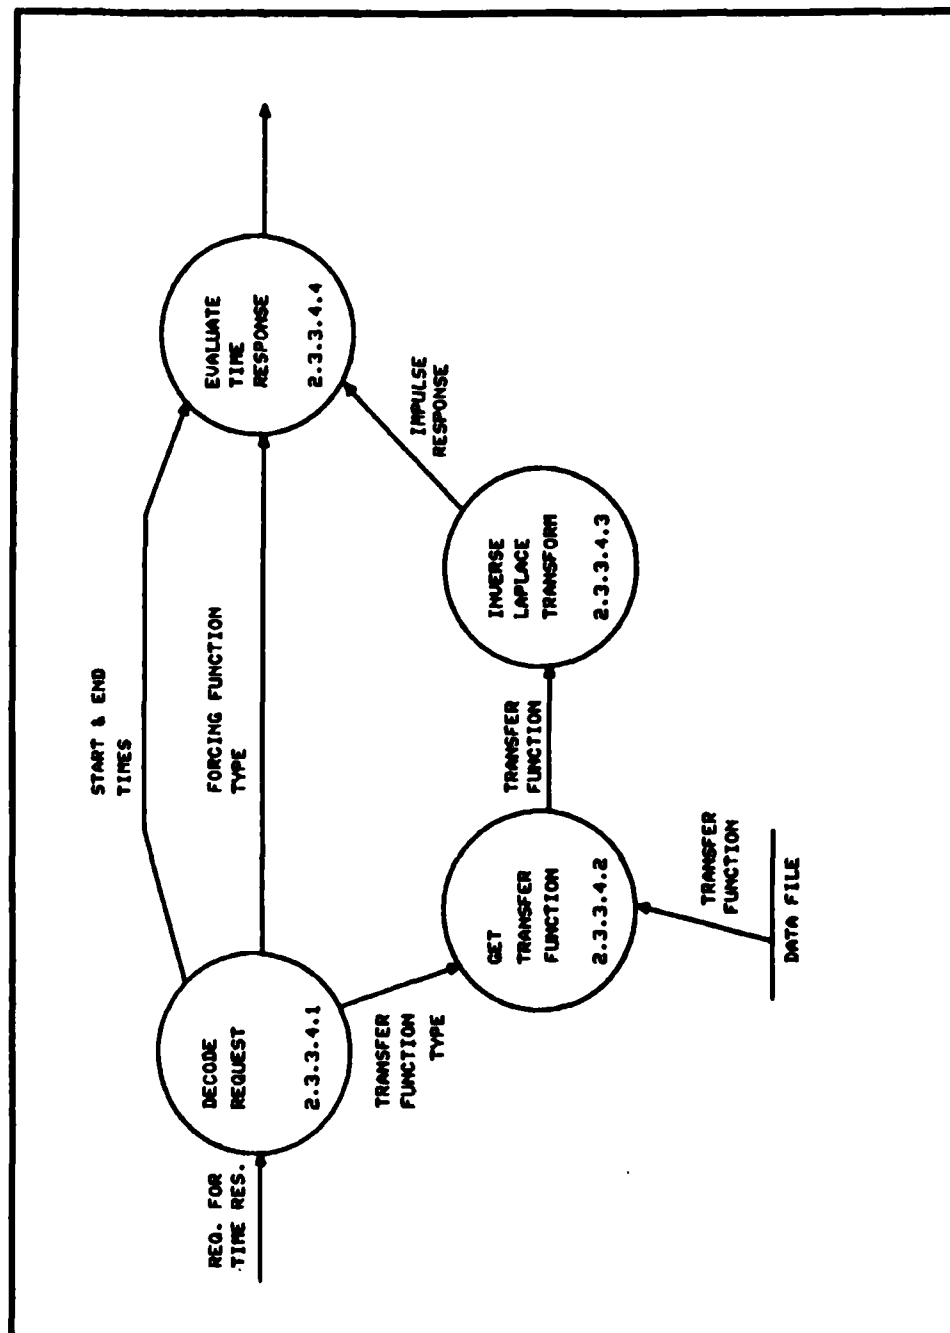 REQ. FOR
TIME RES.
DECODE
REQUEST
2.3.3.4.1
START & END
TIMES
FORCING FUNCTION
TYPE
TRANSFER
FUNCTION
TYPE
GET
TRANSFER
FUNCTION
2.3.3.4.2
TRANSFER
FUNCTION
DATA FILE
TRANSFER
FUNCTION
INVERSE
LAPLACE
TRANSFORM
2.3.3.4.3
IMPULSE
RESPONSE
EVALUATE
TIME
RESPONSE
2.3.3.4.4